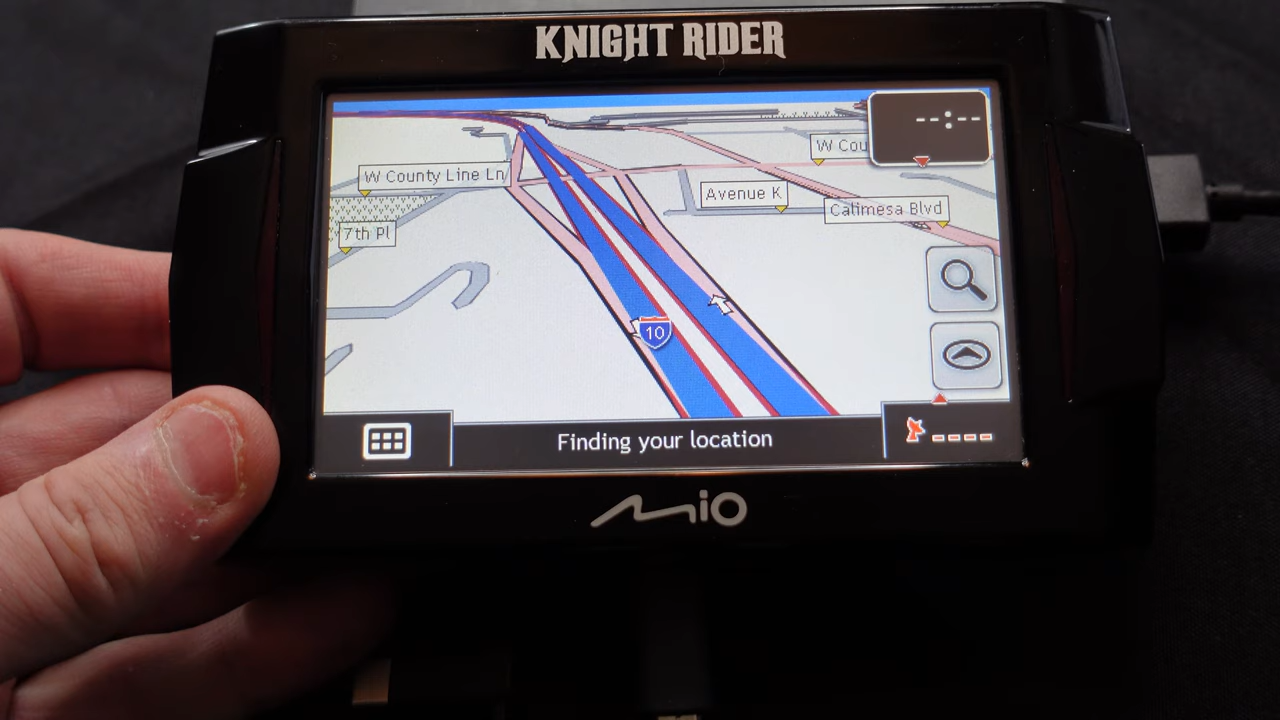 KNIGHT RIDER
--:--
W County Line Ln
W Cou
Avenue K
Calimesa Blvd
7th Pl
10
Finding your location
Mio